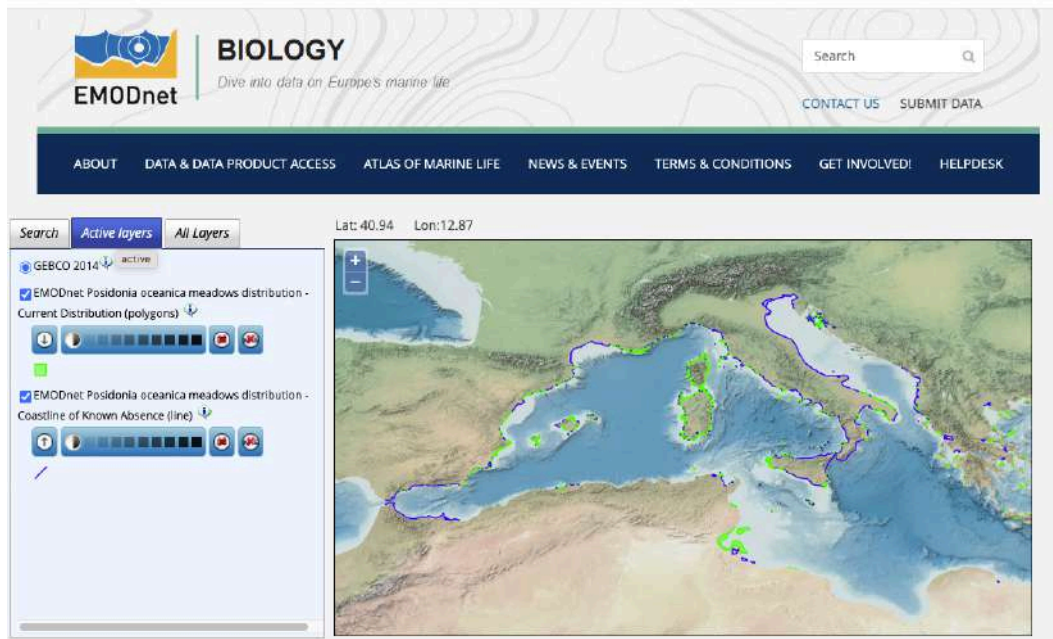 BIOLOGY
Dive into data on Europe's marine life
EMODnet
Search
CONTACT US SUBMIT DATA
ABOUT DATA & DATA PRODUCT ACCESS ATLAS OF MARINE LIFE NEWS & EVENTS TERMS & CONDITIONS GET INVOLVED! HELPDESK
Search Active layers All Layers
Lat: 40.94 Lon:12.87
GEBCO 2014
active
EMODnet Posidonia oceanica meadows distribution -
Current Distribution (polygons)
EMODnet Posidonia oceanica meadows distribution -
Coastline of Known Absence (line)
+
−